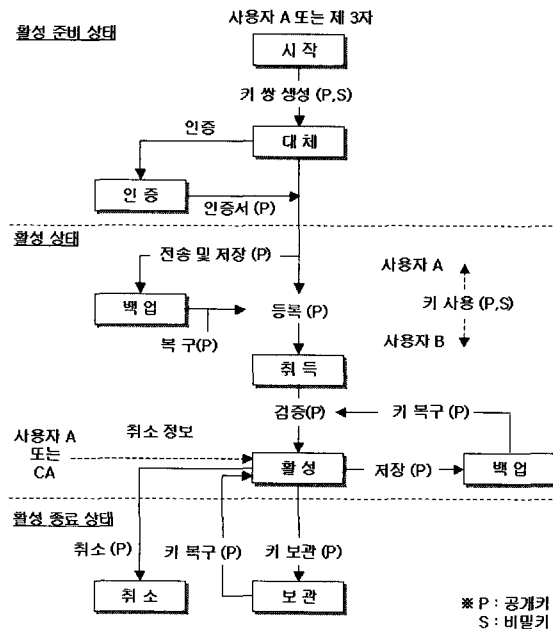 사용자 A 또는 제 3자
활성 준비 상태
시 작
키 쌍 생성 (P,S)
인증
대 체
인 증
인증서 (P)
활성 상태
전송 및 저장 (P)
사용자 A
백 업
등록 (P)
키 사용 (P,S)
복 구(P)
사용자 B
취 득
검증(P)
키 복구 (P)
사용자 A
또는
CA
취소 정보
활 성
저장 (P)
백 업
활성 종료 상태
취소 (P)
키 복구 (P)
키 보관 (P)
취 소
보 관
※ P : 공개키
S : 비밀키